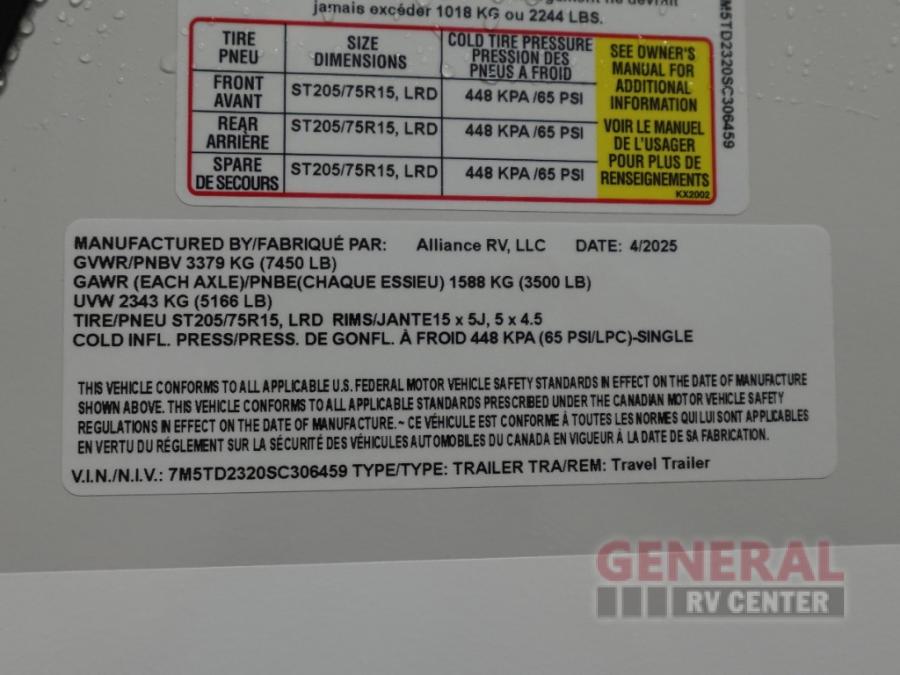 jamais excéder 1018 KG ou 2244 LBS.
TIRE
PNEU
SIZE
DIMENSIONS
COLD TIRE PRESSURE
PRESSION DES
PNEUS A FROID
SEE OWNER'S
MANUAL FOR
ADDITIONAL
INFORMATION
VOIR LE MANUEL
DE L'USAGER
POUR PLUS DE
RENSEIGNEMENTS
KX2002
FRONT
AVANT
ST205/75R15, LRD
448 KPA /65 PSI
REAR
ARRIÈRE
ST205/75R15, LRD
448 KPA /65 PSI
SPARE
DE SECOURS
ST205/75R15, LRD
448 KPA /65 PSI
7M5TD2320SC306459
MANUFACTURED BY/FABRIQUÉ PAR: Alliance RV, LLC DATE: 4/2025
GVWR/PNBV 3379 KG (7450 LB)
GAWR (EACH AXLE)/PNBE(CHAQUE ESSIEU) 1588 KG (3500 LB)
UVW 2343 KG (5166 LB)
TIRE/PNEU ST205/75R15, LRD RIMS/JANTE15 x 5J, 5 x 4.5
COLD INFL. PRESS/PRESS. DE GONFL. À FROID 448 KPA (65 PSI/LPC)-SINGLE
THIS VEHICLE CONFORMS TO ALL APPLICABLE U.S. FEDERAL MOTOR VEHICLE SAFETY STANDARDS IN EFFECT ON THE DATE OF MANUFACTURE
SHOWN ABOVE. THIS VEHICLE CONFORMS TO ALL APPLICABLE STANDARDS PRESCRIBED UNDER THE CANADIAN MOTOR VEHICLE SAFETY
REGULATIONS IN EFFECT ON THE DATE OF MANUFACTURE. ~ CE VÉHICULE EST CONFORME À TOUTES LES NORMES QUI LUI SONT APPLICABLES
EN VERTU DU RÉGLEMENT SUR LA SÉCURITÉ DES VÉHICULES AUTOMOBILES DU CANADA EN VIGUEUR À LA DATE DE SA FABRICATION.
V.I.N./N.I.V.: 7M5TD2320SC306459 TYPE/TYPE: TRAILER TRA/REM: Travel Trailer
GENERAL
RV CENTER